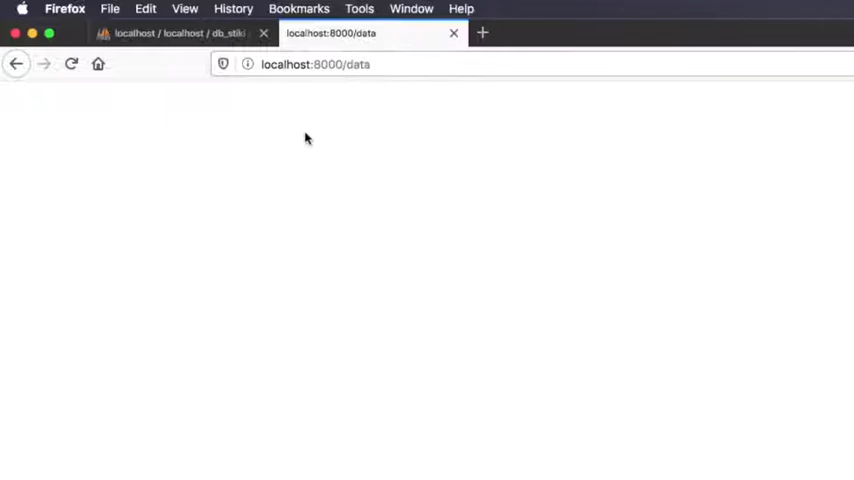 Firefox File Edit View History Bookmarks Tools Window Help
localhost / localhost / db_stiki localhost:8000/data
localhost:8000/data